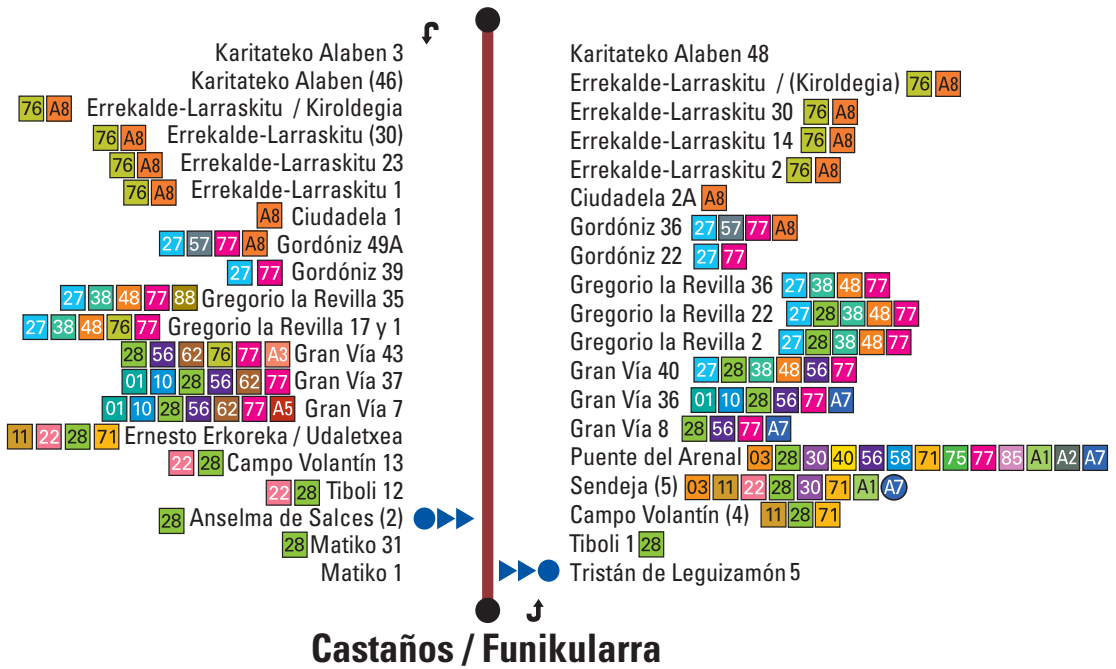 Karitateko Alaben 3
Karitateko Alaben (46)
76 A8 Errekalde-Larraskitu / Kiroldegia
76 A8 Errekalde-Larraskitu (30)
76 A8 Errekalde-Larraskitu 23
76 A8 Errekalde-Larraskitu 1
A8 Ciudadela 1
27 57 77 A8 Gordóniz 49A
27 77 Gordóniz 39
27 38 48 77 88 Gregorio la Revilla 35
27 38 48 76 77 Gregorio la Revilla 17 y 1
28 56 62 76 77 A3 Gran Vía 43
01 10 28 56 62 77 Gran Vía 37
01 10 28 56 62 77 A5 Gran Vía 7
11 22 28 71 Ernesto Erkoreka / Udaletxea
22 28 Campo Volantín 13
22 28 Tiboli 12
28 Anselma de Salces (2)
28 Matiko 31
Matiko 1
Karitateko Alaben 48
Errekalde-Larraskitu / (Kiroldegia) 76 A8
Errekalde-Larraskitu 30 76 A8
Errekalde-Larraskitu 14 76 A8
Errekalde-Larraskitu 2 76 A8
Ciudadela 2A A8
Gordóniz 36 27 57 77 A8
Gordóniz 22 27 77
Gregorio la Revilla 36 27 38 48 77
Gregorio la Revilla 22 27 28 38 48 77
Gregorio la Revilla 2 27 28 38 48 77
Gran Vía 40 27 28 38 48 56 77
Gran Vía 36 01 10 28 56 77 A7
Gran Vía 8 28 56 77 A7
Puente del Arenal 03 28 30 40 56 58 71 75 77 85 A1 A2 A7
Sendeja (5) 03 11 22 28 30 71 A1 A7
Campo Volantín (4) 11 28 71
Tiboli 1 28
Tristán de Leguizamón 5
Castaños / Funikularra